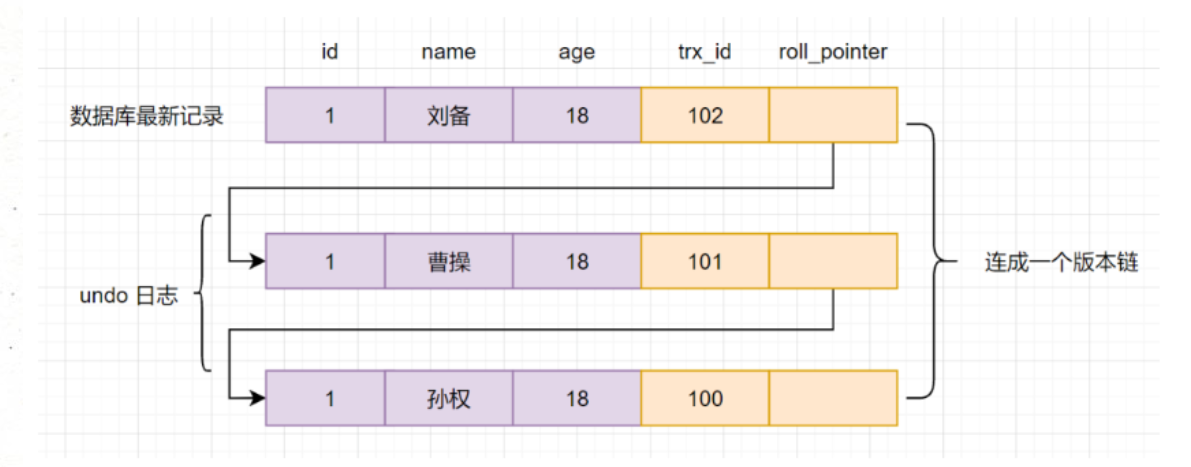 id name age trx_id roll_pointer
数据库最新记录 1 刘备 18 102
1 曹操 18 101
连成一个版本链
undo 日志
1 孙权 18 100